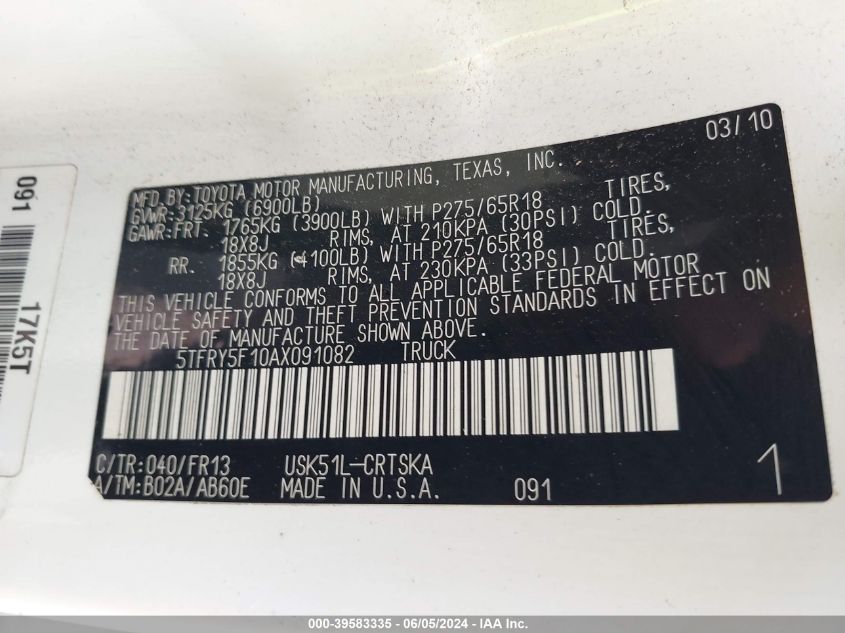 03/10
MFD. BY: TOYOTA MOTOR MANUFACTURING, TEXAS, INC.
GVWR: 3125KG (6900LB)
GAWR: FRT. 1765KG (3900LB) WITH P275/65R18 TIRES,
18X8J RIMS, AT 210KPA (30PSI) COLD.
RR. 1855KG (4100LB) WITH P275/65R18 TIRES,
18X8J RIMS, AT 230KPA (33PSI) COLD.
THIS VEHICLE CONFORMS TO ALL APPLICABLE FEDERAL MOTOR
VEHICLE SAFETY AND THEFT PREVENTION STANDARDS IN EFFECT ON
THE DATE OF MANUFACTURE SHOWN ABOVE.
5TFRY5F10AX091082 TRUCK
C/TR: 040/FR13 USK51L-CRTSKA
A/TM: B02A/AB60E MADE IN U.S.A. 091
1
091
17K5T
000-39583335 - 06/05/2024 - IAA Inc.